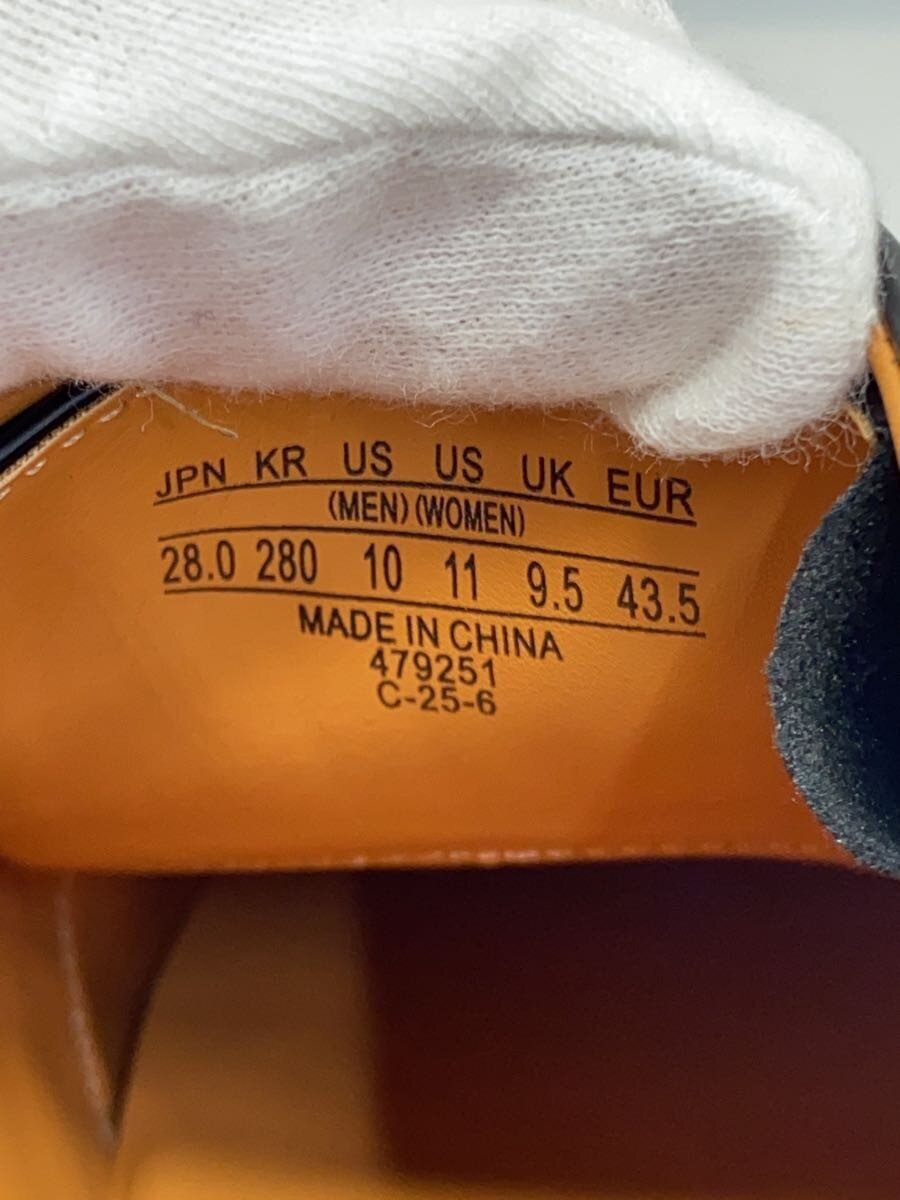 JPN KR US US UK EUR
(MEN) (WOMEN)
28.0 280 10 11 9.5 43.5
MADE IN CHINA
479251
C-25-6